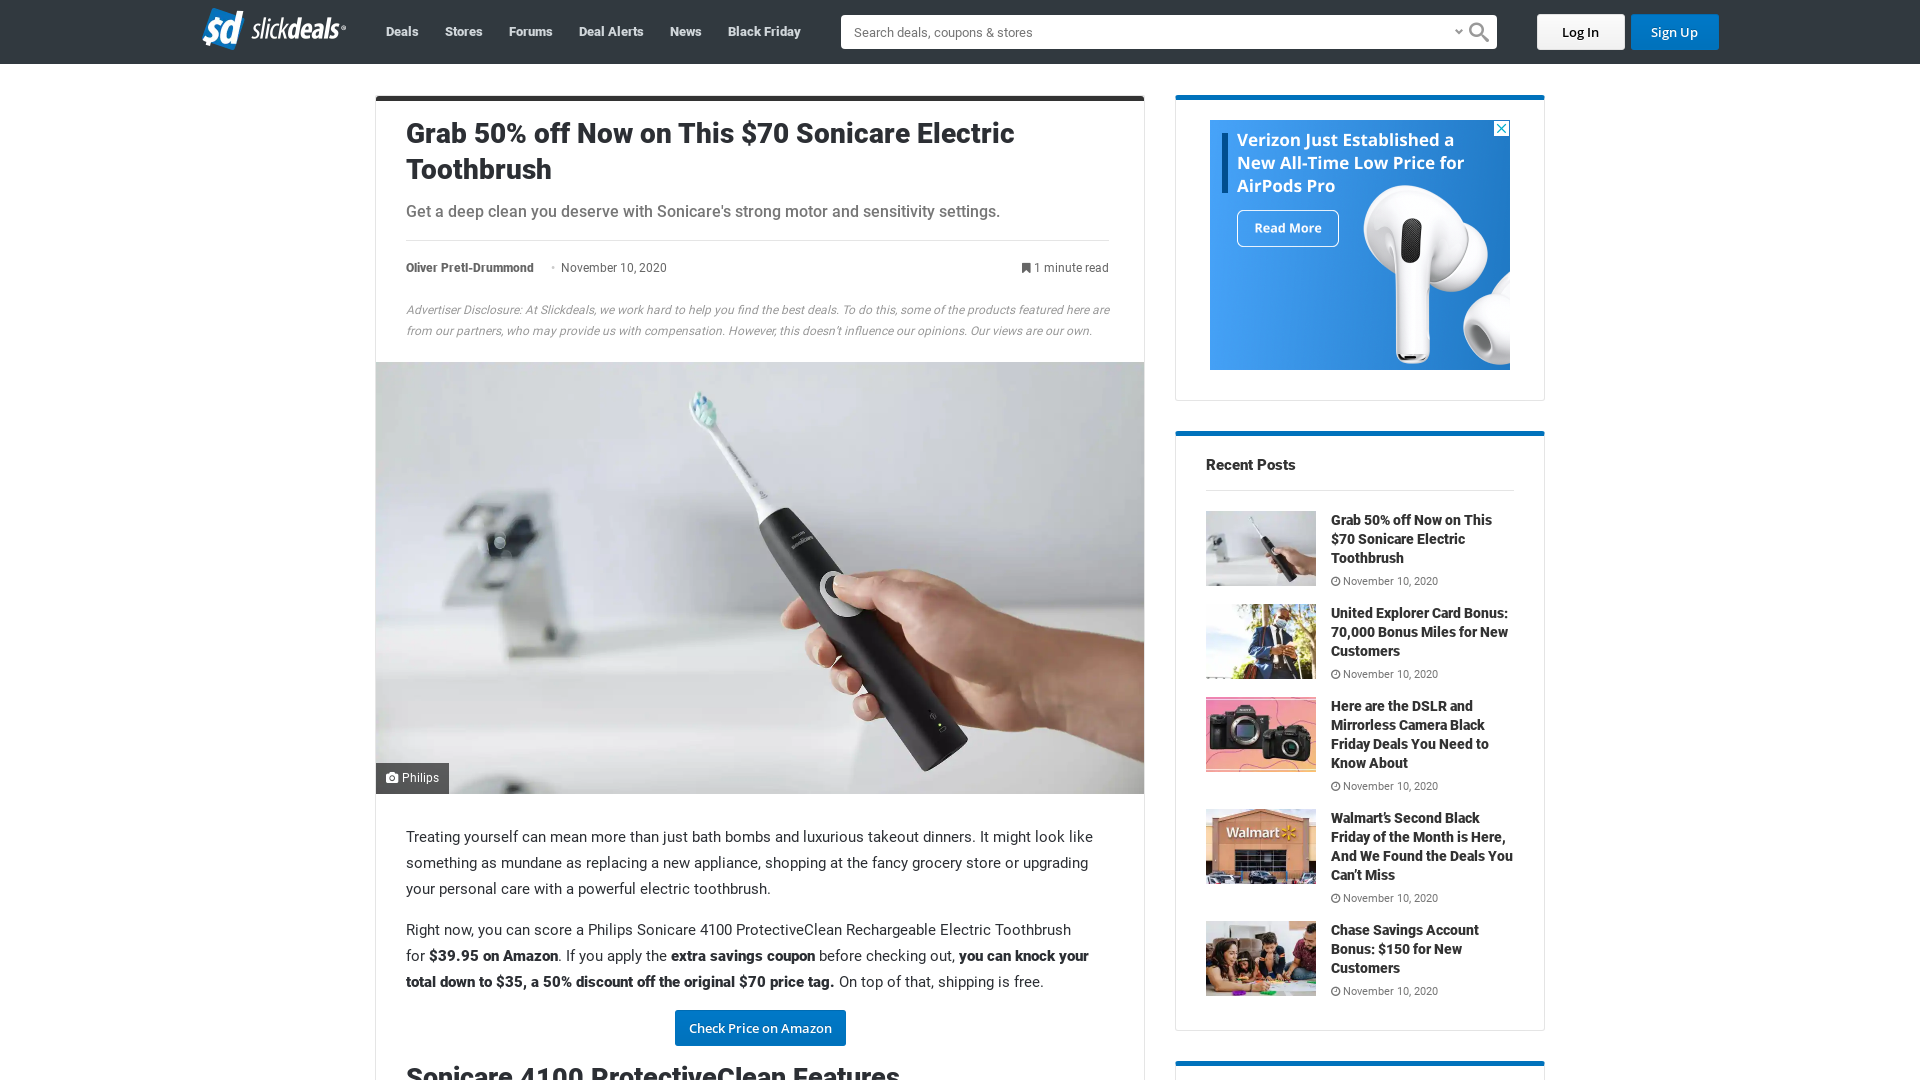 sd slickdeals
Deals
Stores
Forums
Deal Alerts
News
Black Friday
Search deals, coupons & stores
Log In
Sign Up
Grab 50% off Now on This $70 Sonicare Electric
Toothbrush
Get a deep clean you deserve with Sonicare's strong motor and sensitivity settings.
Oliver Pretl-Drummond • November 10, 2020
1 minute read
Advertiser Disclosure: At Slickdeals, we work hard to help you find the best deals. To do this, some of the products featured here are
from our partners, who may provide us with compensation. However, this doesn't influence our opinions. Our views are our own.
Philips
Treating yourself can mean more than just bath bombs and luxurious takeout dinners. It might look like
something as mundane as replacing a new appliance, shopping at the fancy grocery store or upgrading
your personal care with a powerful electric toothbrush.
Right now, you can score a Philips Sonicare 4100 ProtectiveClean Rechargeable Electric Toothbrush
for $39.95 on Amazon. If you apply the extra savings coupon before checking out, you can knock your
total down to $35, a 50% discount off the original $70 price tag. On top of that, shipping is free.
Check Price on Amazon
Sonicare 4100 ProtectiveClean Features
Verizon Just Established a
New All-Time Low Price for
AirPods Pro
Read More
Recent Posts
Grab 50% off Now on This
$70 Sonicare Electric
Toothbrush
November 10, 2020
United Explorer Card Bonus:
70,000 Bonus Miles for New
Customers
November 10, 2020
Here are the DSLR and
Mirrorless Camera Black
Friday Deals You Need to
Know About
November 10, 2020
Walmart
Walmart's Second Black
Friday of the Month is Here,
And We Found the Deals You
Can't Miss
November 10, 2020
Chase Savings Account
Bonus: $150 for New
Customers
November 10, 2020